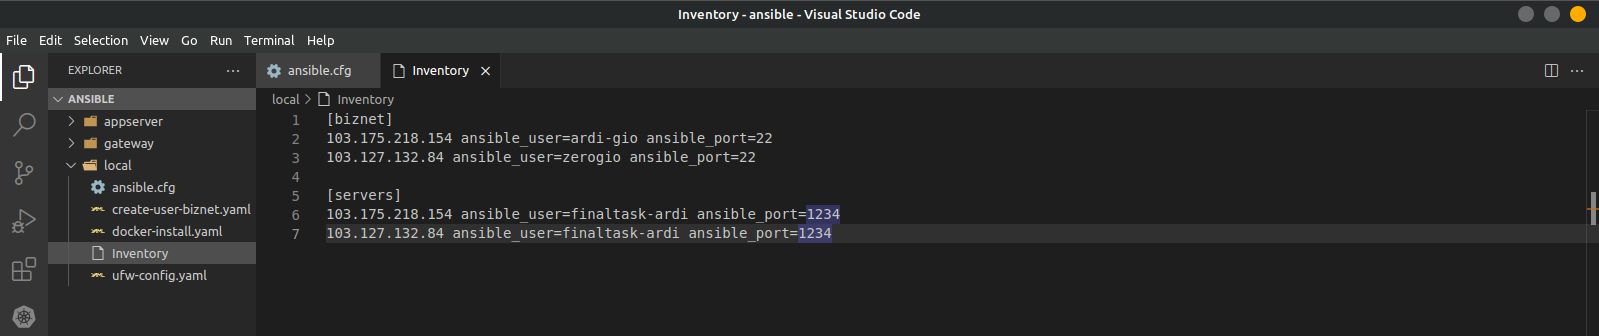 Inventory - ansible - Visual Studio Code
File Edit Selection View Go Run Terminal Help
EXPLORER
ANSIBLE
appserver
gateway
local
ansible.cfg
create-user-biznet.yaml
docker-install.yaml
Inventory
ufw-config.yaml
ansible.cfg Inventory
local > Inventory
1 [biznet]
2 103.175.218.154 ansible_user=ardi-gio ansible_port=22
3 103.127.132.84 ansible_user=zerogio ansible_port=22
4
5 [servers]
6 103.175.218.154 ansible_user=finaltask-ardi ansible_port=1234
7 103.127.132.84 ansible_user=finaltask-ardi ansible_port=1234